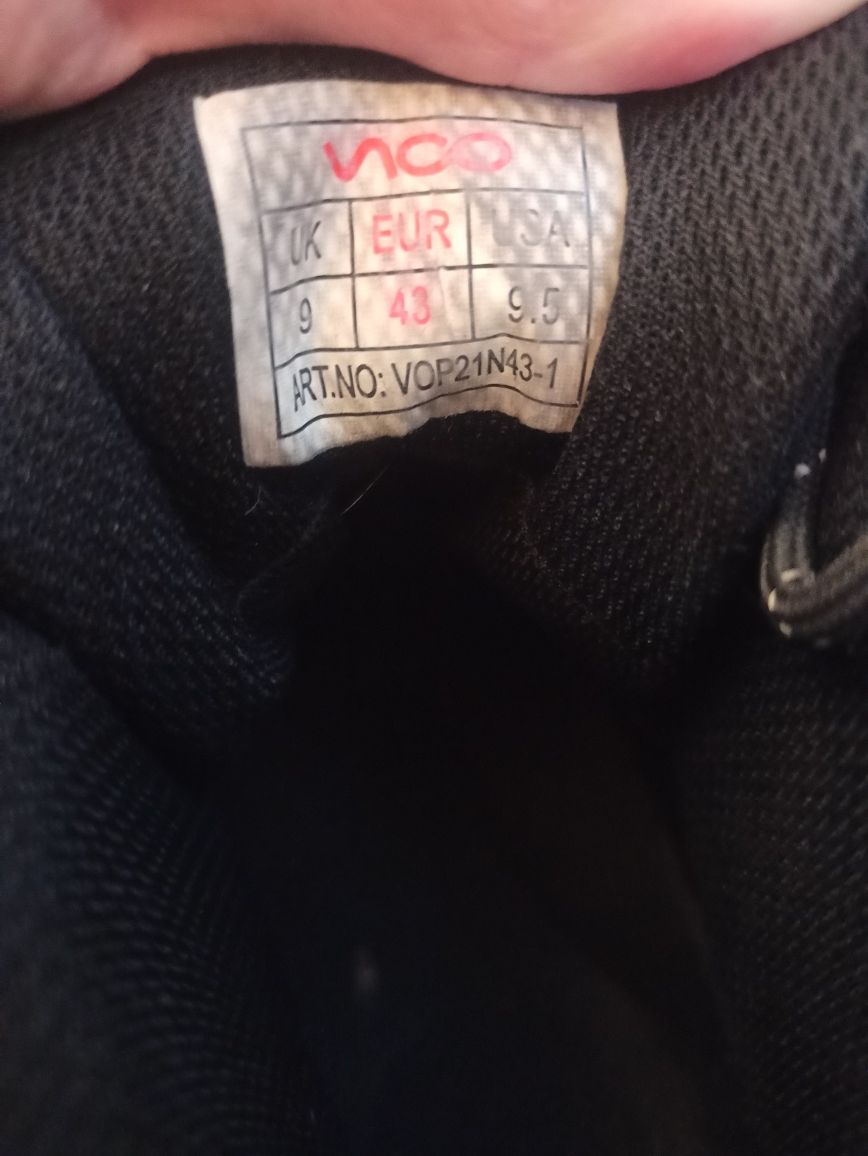 vico
UK EUR USA
9 43 9.5
ART.NO: VOP21N43-1